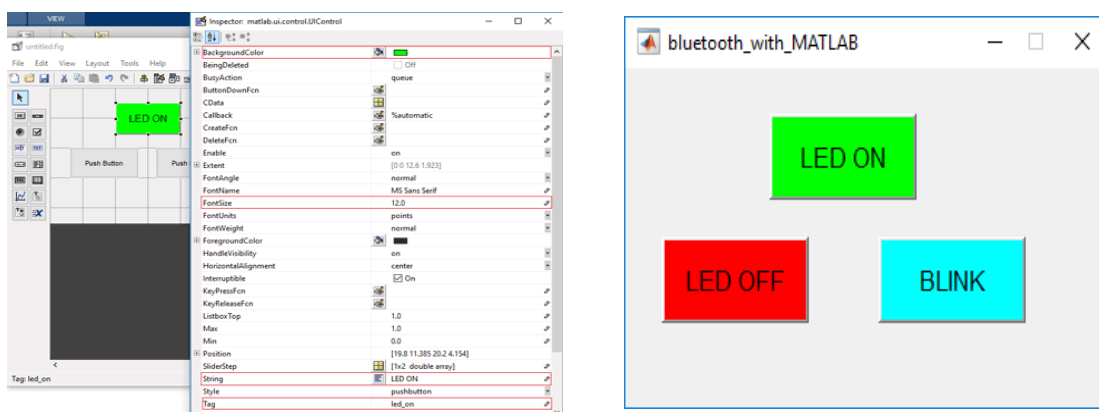 VIEW
untitled.fig
File Edit View Layout Tools Help
LED ON
Push Button
Push
Tag: led_on
Inspector: matlab.ui.control.UIControl
BackgroundColor
BeingDeleted Off
BusyAction queue
ButtonDownFcn
CData
Callback %automatic
CreateFcn
DeleteFcn
Enable on
Extent [0 0 12.6 1.923]
FontAngle normal
FontName MS Sans Serif
FontSize 12.0
FontUnits points
FontWeight normal
ForegroundColor
HandleVisibility on
HorizontalAlignment center
Interruptible On
KeyPressFcn
KeyReleaseFcn
ListboxTop 1.0
Max 1.0
Min 0.0
Position [19.8 11.385 20.2 4.154]
SliderStep [1x2 double array]
String LED ON
Style pushbutton
Tag led_on
bluetooth_with_MATLAB
LED ON
LED OFF
BLINK